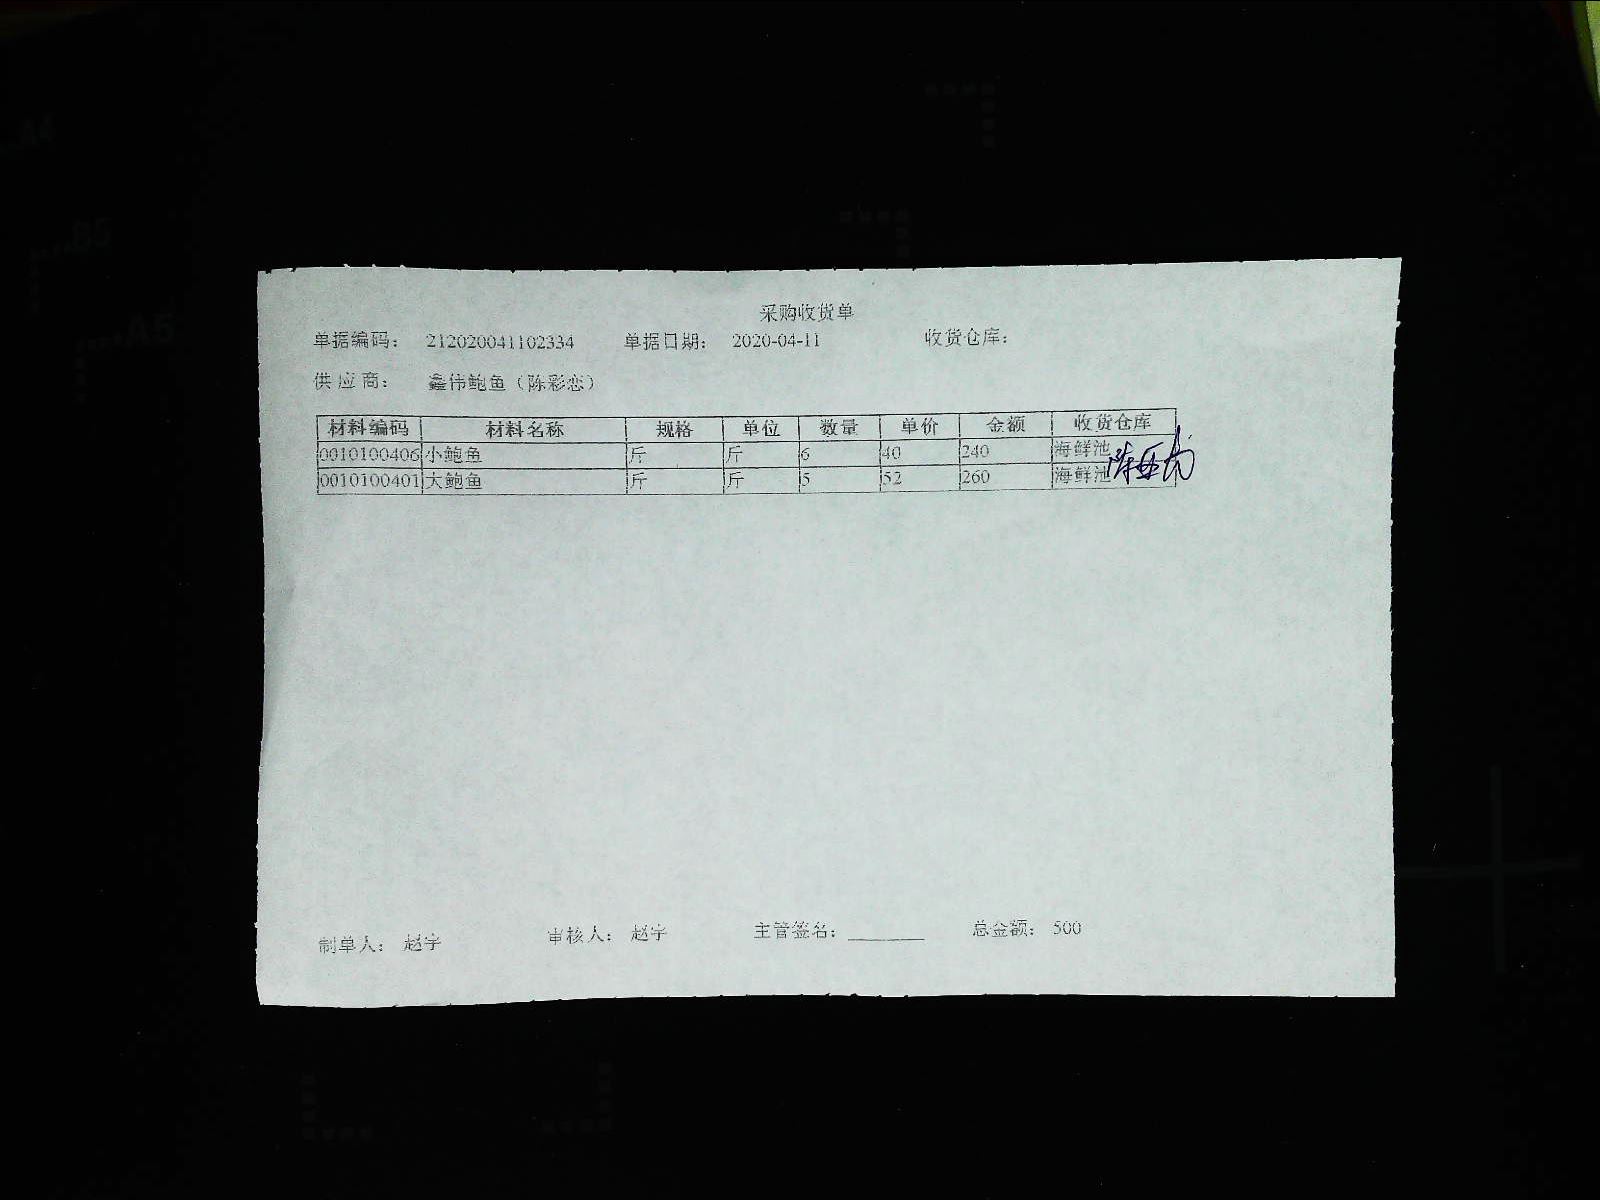 采购收货单
单据编码： 212020041102334 单据日期： 2020-04-11 收货仓库：
供应商： 鑫伟鲍鱼（陈彩恋）
材料编码 材料名称 规格 单位 数量 单价 金额 收货仓库
0010100406 小鲍鱼 斤 斤 6 40 240 海鲜池
0010100401 大鲍鱼 斤 斤 5 52 260 海鲜池
制单人： 赵宇 审核人： 赵宇 主管签名： 总金额： 500
A4
B5
A5